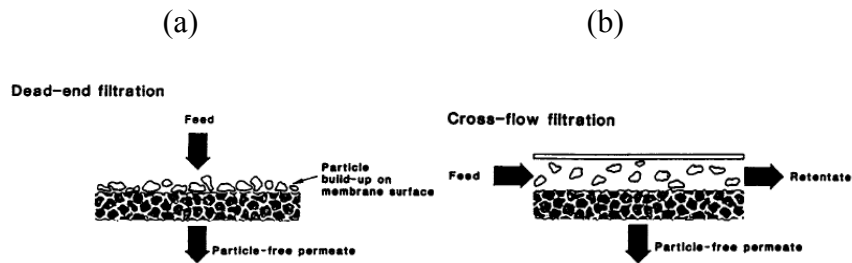 (a)
Dead-end filtration
Feed
Particle
build-up on
membrane surface
Particle-free permeate
(b)
Cross-flow filtration
Feed
Retentate
Particle-free permeate